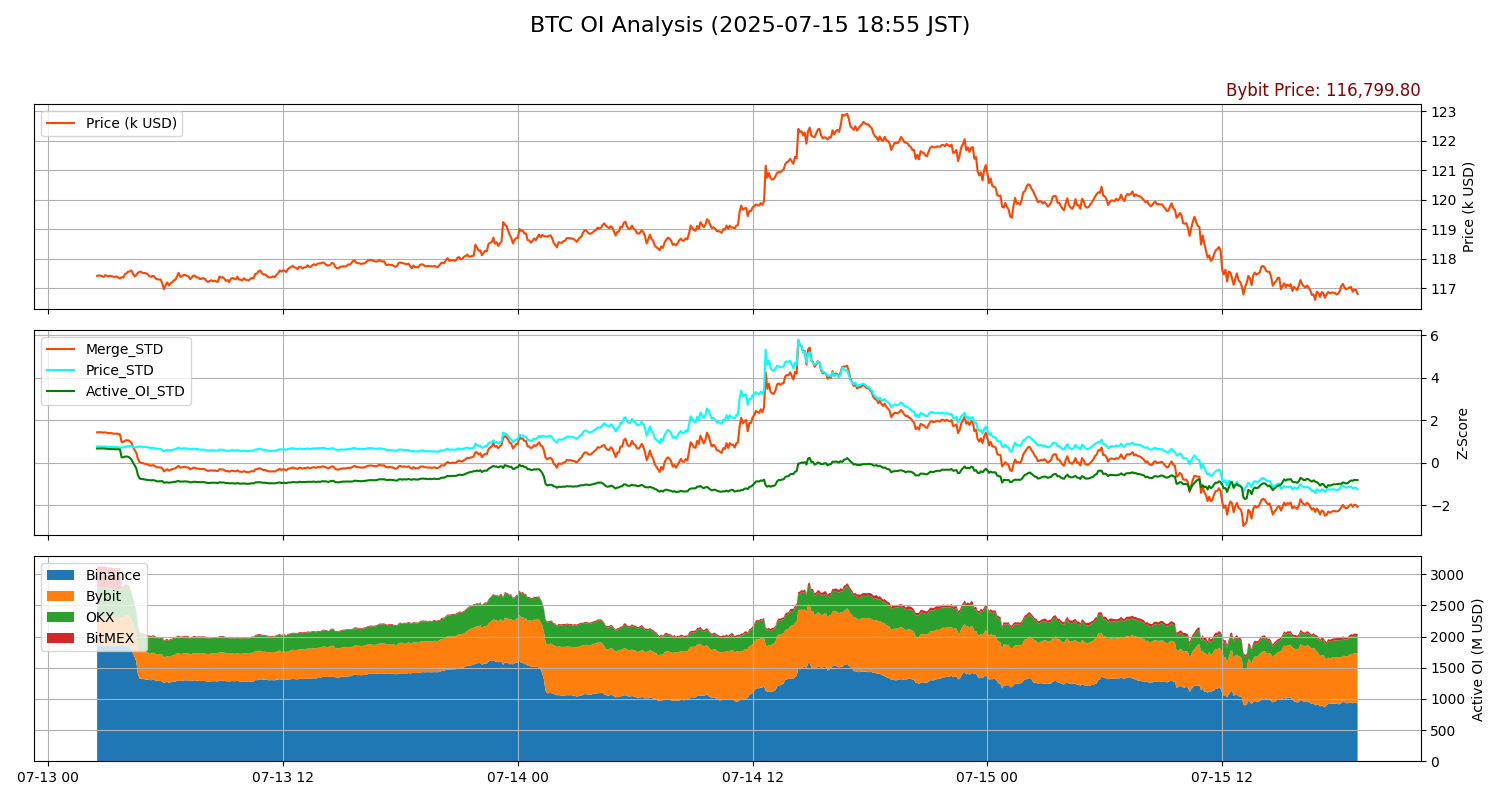 BTC OI Analysis (2025-07-15 18:55 JST)
Bybit Price: 116,799.80
Price (k USD)
123
122
121
120
119
118
117
Price (k USD)
Merge_STD
Price_STD
Active_OI_STD
6
4
2
0
−2
Z-Score
Binance
Bybit
OKX
BitMEX
3000
2500
2000
1500
1000
500
0
Active OI (M USD)
07-13 00
07-13 12
07-14 00
07-14 12
07-15 00
07-15 12